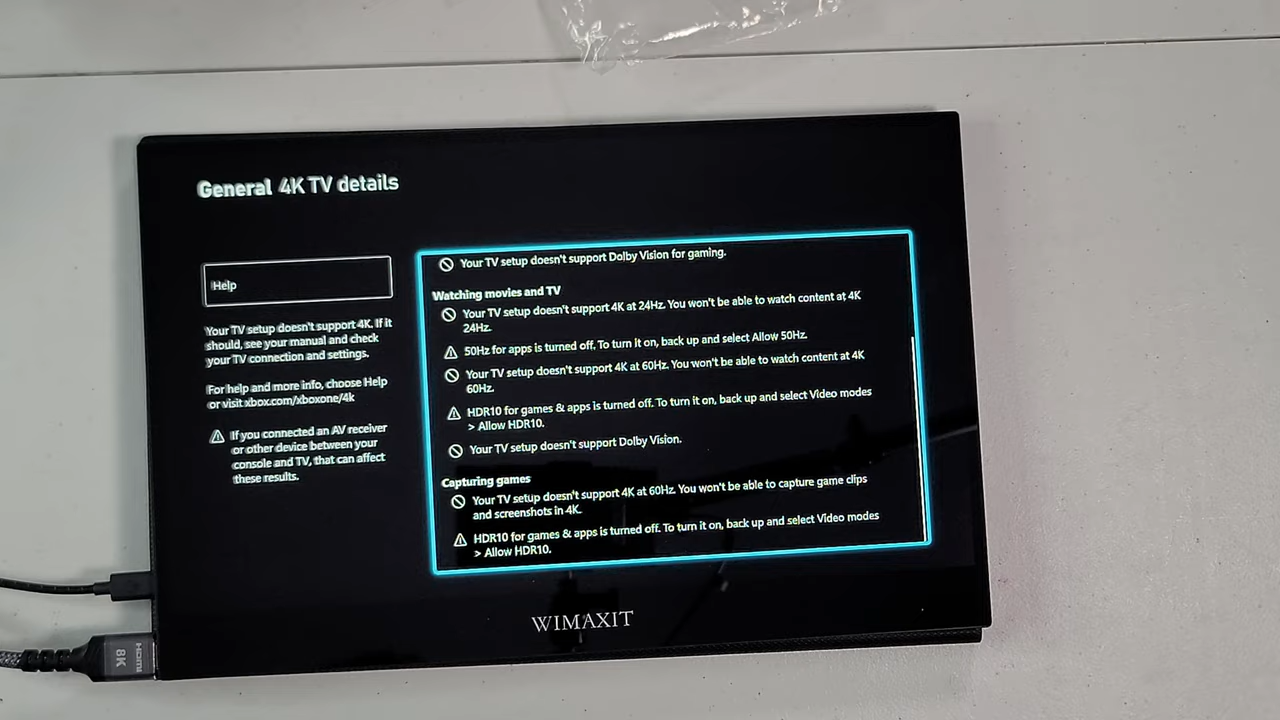 General 4K TV details
Help
Your TV setup doesn't support 4K. If it
should, see your manual and check
your TV connection and settings.
For help and more info, choose Help
or visit xbox.com/xboxone/4k
If you connected an AV receiver
or other device between your
console and TV, that can affect
these results.
Your TV setup doesn't support Dolby Vision for gaming.
Watching movies and TV
Your TV setup doesn't support 4K at 24Hz. You won't be able to watch content at 4K
24Hz.
50Hz for apps is turned off. To turn it on, back up and select Allow 50Hz.
Your TV setup doesn't support 4K at 60Hz. You won't be able to watch content at 4K
60Hz.
HDR10 for games & apps is turned off. To turn it on, back up and select Video modes
> Allow HDR10.
Your TV setup doesn't support Dolby Vision.
Capturing games
Your TV setup doesn't support 4K at 60Hz. You won't be able to capture game clips
and screenshots in 4K.
HDR10 for games & apps is turned off. To turn it on, back up and select Video modes
> Allow HDR10.
WIMAXIT
HDMI
8K